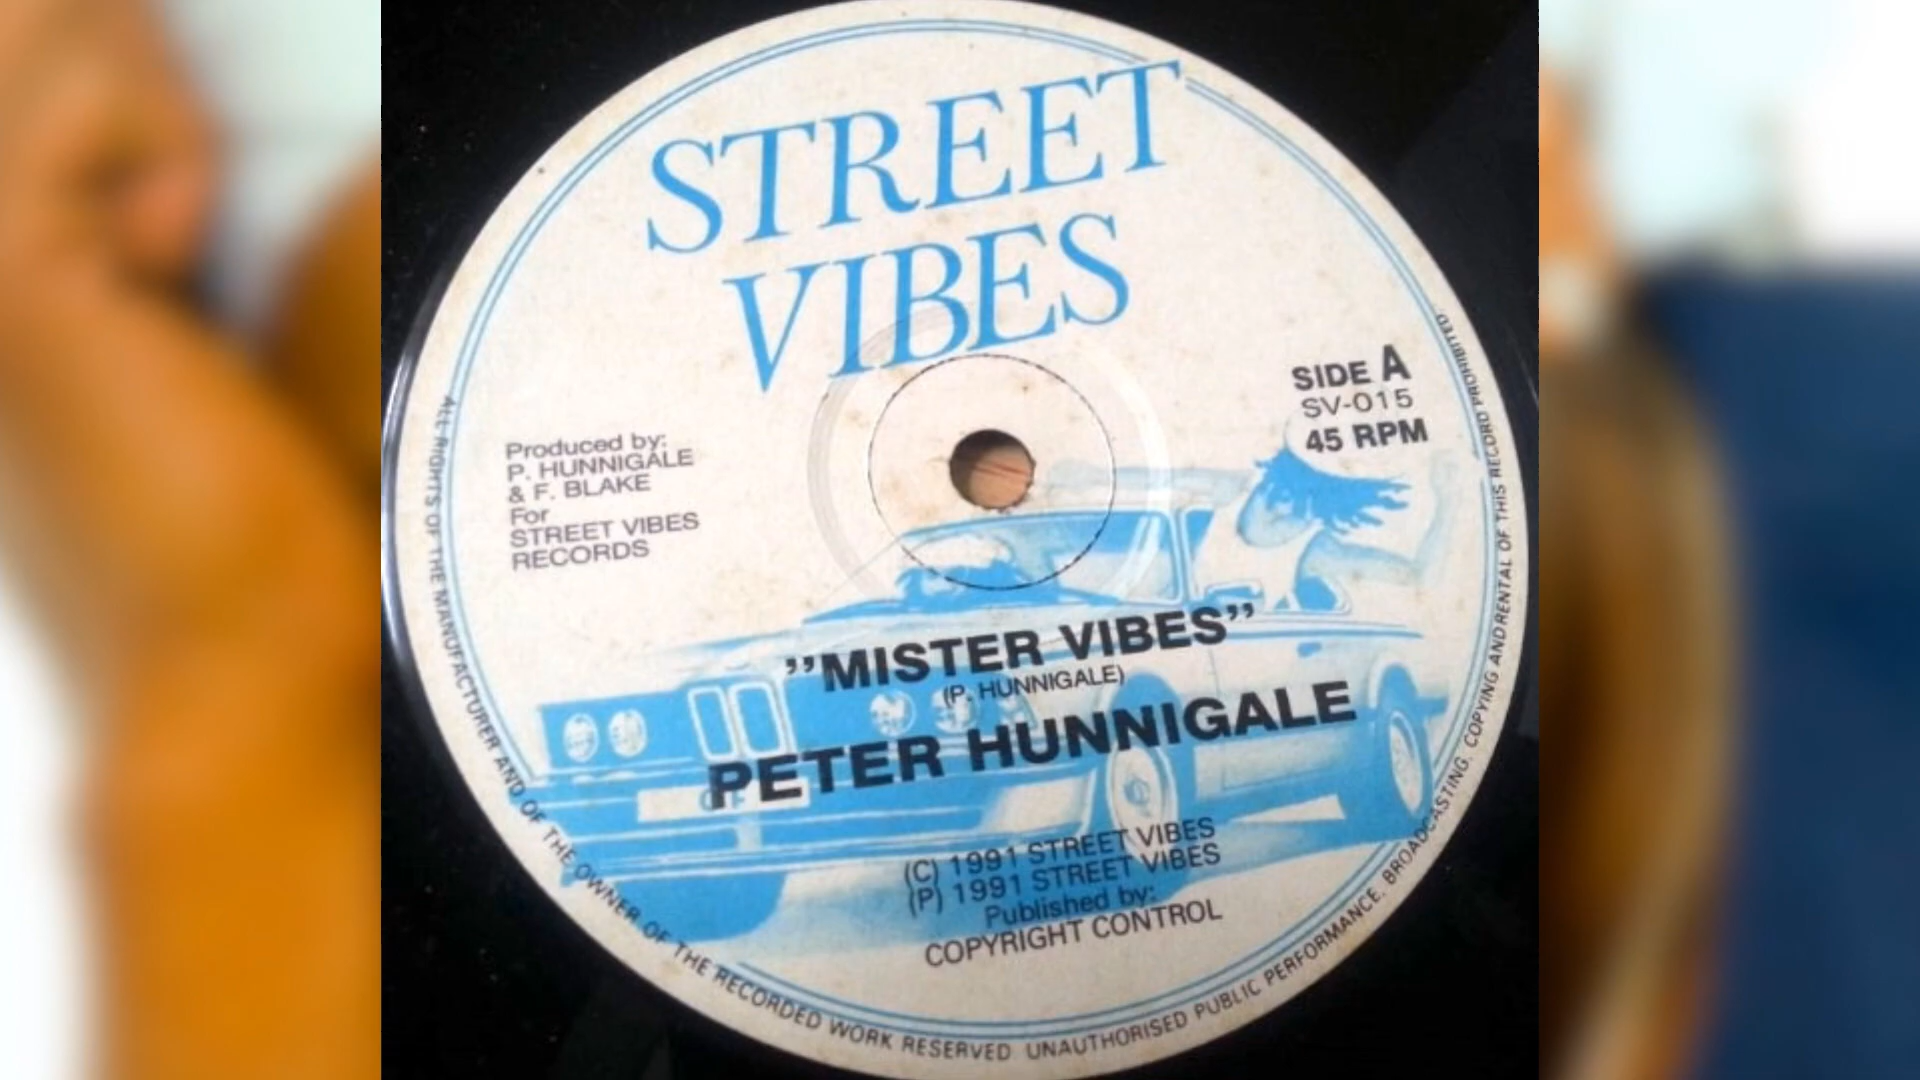 STREET
VIBES
SIDE A
SV-015
45 RPM
Produced by:
P. HUNNIGALE
& F. BLAKE
For
STREET VIBES
RECORDS
”MISTER VIBES”
(P. HUNNIGALE)
PETER HUNNIGALE
(C) 1991 STREET VIBES
(P) 1991 STREET VIBES
Published by:
COPYRIGHT CONTROL
ALL RIGHTS OF THE MANUFACTURER AND OF THE OWNER OF THE RECORDED WORK RESERVED UNAUTHORISED PUBLIC PERFORMANCE. BROADCASTING. COPYING AND RENTAL OF THIS RECORD PROHIBITED.